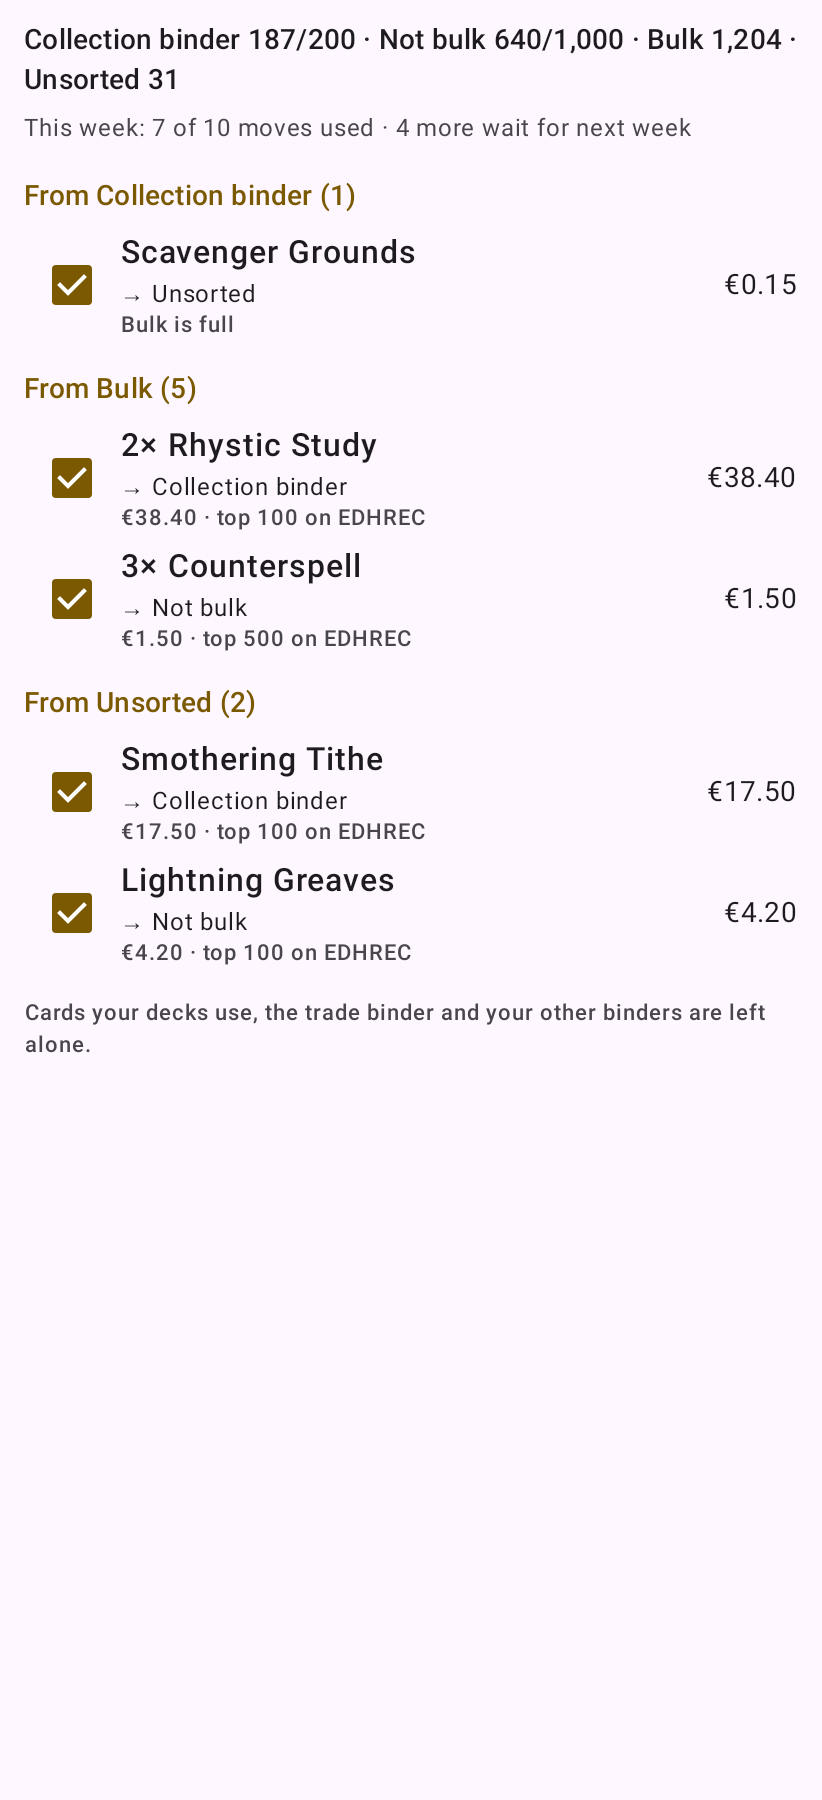 Collection binder 187/200 · Not bulk 640/1,000 · Bulk 1,204 ·
Unsorted 31
This week: 7 of 10 moves used · 4 more wait for next week
From Collection binder (1)
Scavenger Grounds
→ Unsorted
Bulk is full
€0.15
From Bulk (5)
2× Rhystic Study
→ Collection binder
€38.40 · top 100 on EDHREC
€38.40
3× Counterspell
→ Not bulk
€1.50 · top 500 on EDHREC
€1.50
From Unsorted (2)
Smothering Tithe
→ Collection binder
€17.50 · top 100 on EDHREC
€17.50
Lightning Greaves
→ Not bulk
€4.20 · top 100 on EDHREC
€4.20
Cards your decks use, the trade binder and your other binders are left
alone.